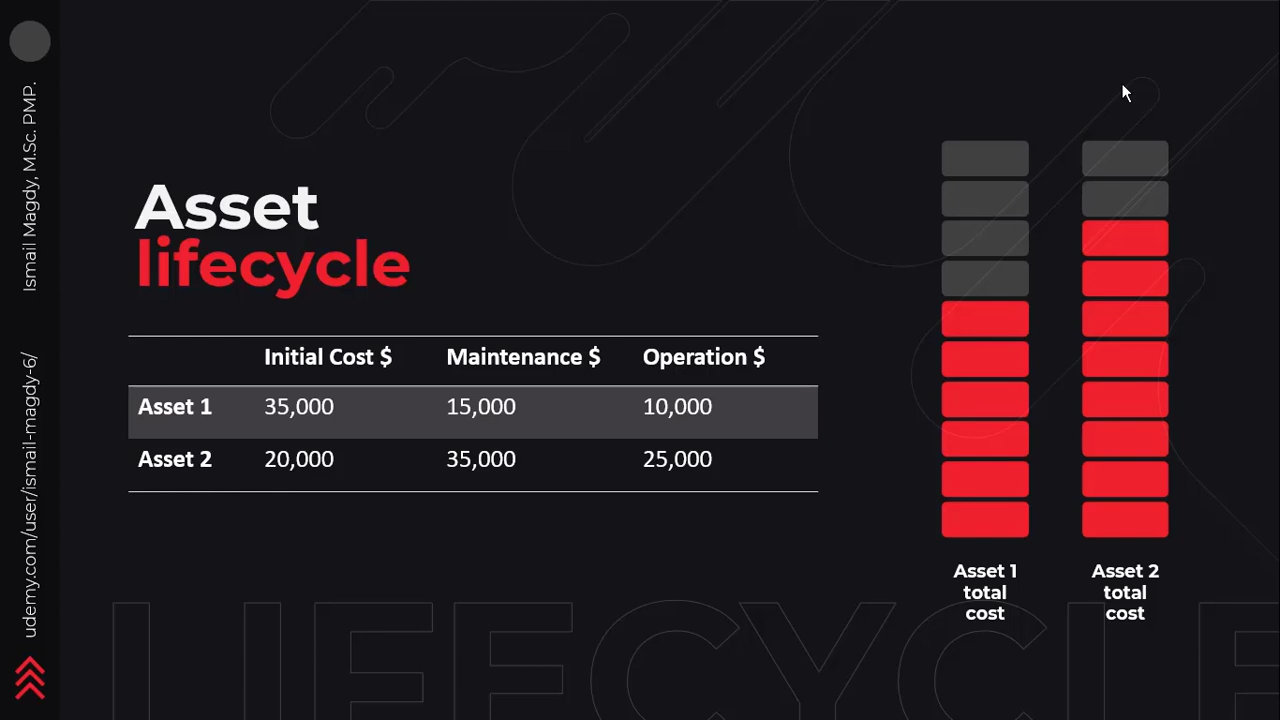 Ismail Magdy, M.Sc. PMP.
udemy.com/user/ismail-magdy-6/
Asset
lifecycle
Initial Cost $ Maintenance $ Operation $
Asset 1 35,000 15,000 10,000
Asset 2 20,000 35,000 25,000
Asset 1
total
cost
Asset 2
total
cost
LIFECYCLE